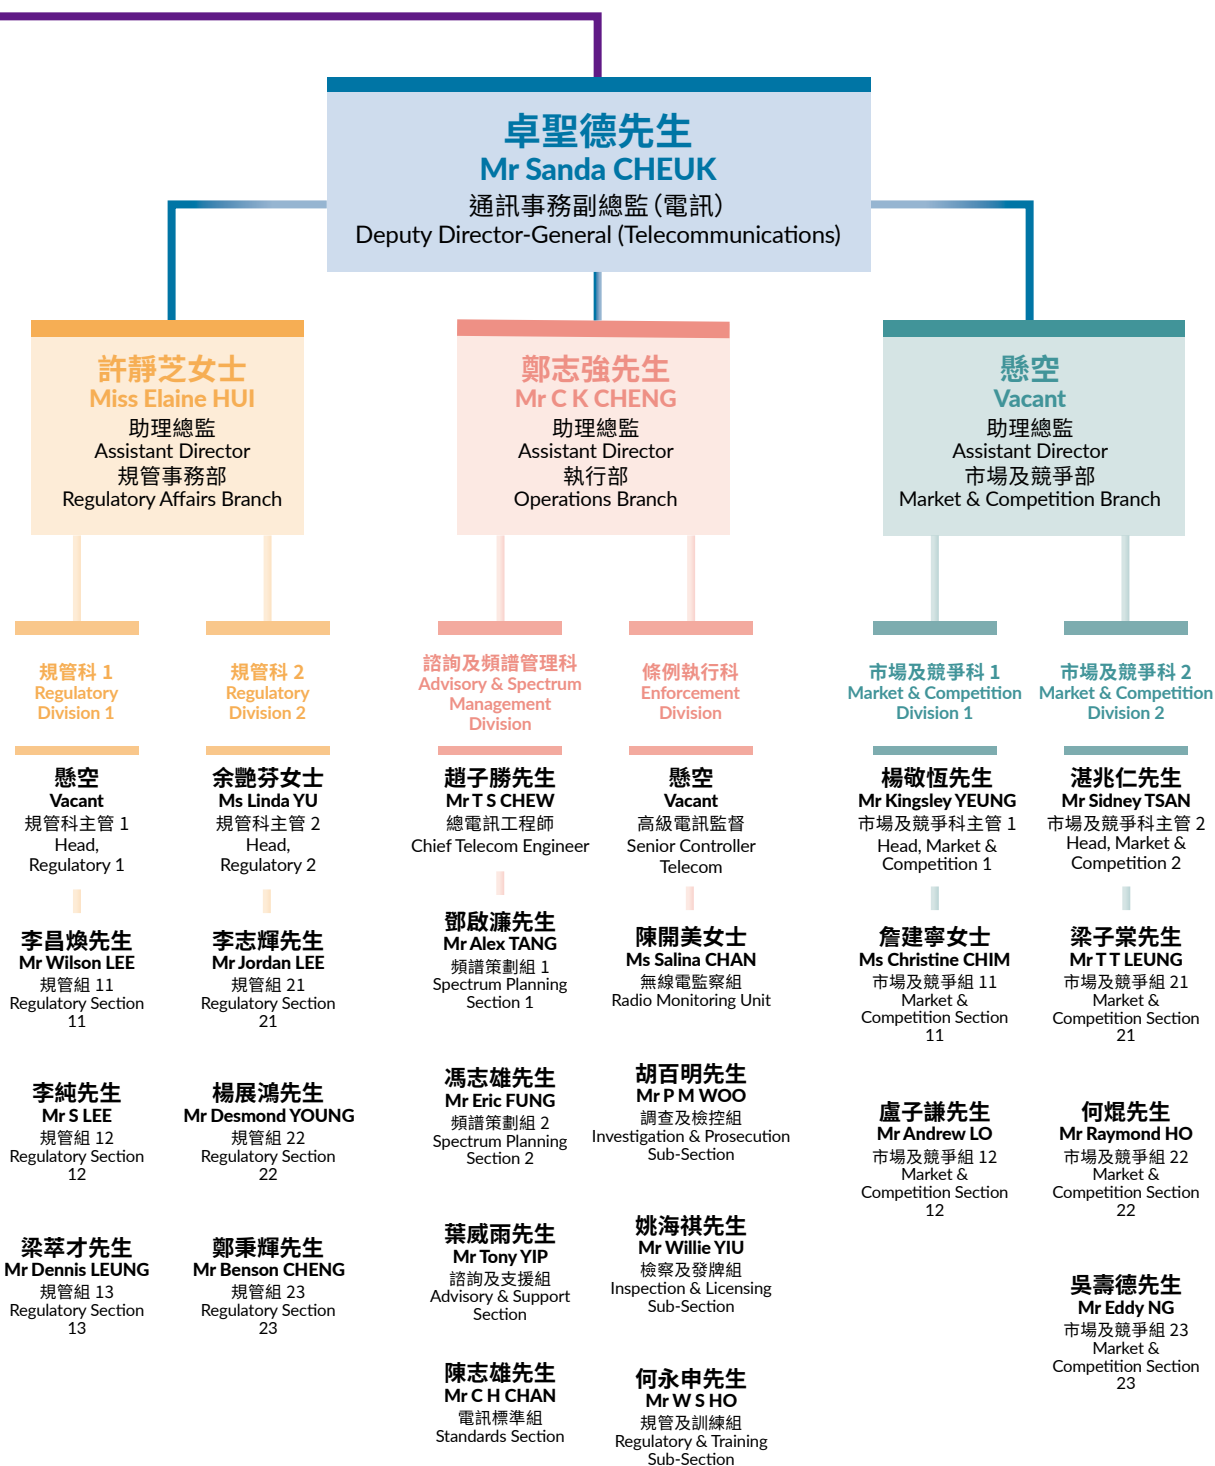 卓聖德先生
Mr Sanda CHEUK
通訊事務副總監（電訊）
Deputy Director-General (Telecommunications)
許靜芝女士
Miss Elaine HUI
助理總監
Assistant Director
規管事務部
Regulatory Affairs Branch
鄭志強先生
Mr C K CHENG
助理總監
Assistant Director
執行部
Operations Branch
懸空
Vacant
助理總監
Assistant Director
市場及競爭部
Market & Competition Branch
規管科 1
Regulatory
Division 1
懸空
Vacant
規管科主管 1
Head,
Regulatory 1
李昌煥先生
Mr Wilson LEE
規管組 11
Regulatory Section
11
李純先生
Mr S LEE
規管組 12
Regulatory Section
12
梁萃才先生
Mr Dennis LEUNG
規管組 13
Regulatory Section
13
規管科 2
Regulatory
Division 2
余艷芬女士
Ms Linda YU
規管科主管 2
Head,
Regulatory 2
李志輝先生
Mr Jordan LEE
規管組 21
Regulatory Section
21
楊展鴻先生
Mr Desmond YOUNG
規管組 22
Regulatory Section
22
鄭秉輝先生
Mr Benson CHENG
規管組 23
Regulatory Section
23
諮詢及頻譜管理科
Advisory & Spectrum
Management
Division
趙子勝先生
Mr T S CHEW
總電訊工程師
Chief Telecom Engineer
鄧啟濂先生
Mr Alex TANG
頻譜策劃組 1
Spectrum Planning
Section 1
馮志雄先生
Mr Eric FUNG
頻譜策劃組 2
Spectrum Planning
Section 2
葉威雨先生
Mr Tony YIP
諮詢及支援組
Advisory & Support
Section
陳志雄先生
Mr C H CHAN
電訊標準組
Standards Section
條例執行科
Enforcement
Division
懸空
Vacant
高級電訊監督
Senior Controller
Telecom
陳開美女士
Ms Salina CHAN
無線電監察組
Radio Monitoring Unit
胡百明先生
Mr P M WOO
調查及檢控組
Investigation & Prosecution
Sub-Section
姚海祺先生
Mr Willie YIU
檢察及發牌組
Inspection & Licensing
Sub-Section
何永申先生
Mr W S HO
規管及訓練組
Regulatory & Training
Sub-Section
市場及競爭科 1
Market & Competition
Division 1
楊敬恆先生
Mr Kingsley YEUNG
市場及競爭科主管 1
Head, Market &
Competition 1
詹建寧女士
Ms Christine CHIM
市場及競爭組 11
Market &
Competition Section
11
盧子謙先生
Mr Andrew LO
市場及競爭組 12
Market &
Competition Section
12
市場及競爭科 2
Market & Competition
Division 2
湛兆仁先生
Mr Sidney TSAN
市場及競爭科主管 2
Head, Market &
Competition 2
梁子棠先生
Mr T T LEUNG
市場及競爭組 21
Market &
Competition Section
21
何焜先生
Mr Raymond HO
市場及競爭組 22
Market &
Competition Section
22
吳壽德先生
Mr Eddy NG
市場及競爭組 23
Market &
Competition Section
23